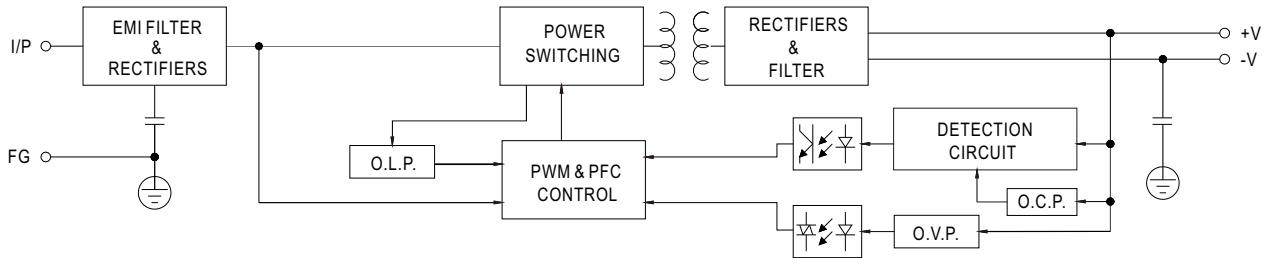 I/P
EMI FILTER
&
RECTIFIERS
POWER
SWITCHING
RECTIFIERS
&
FILTER
+V
-V
FG
O.L.P.
PWM & PFC
CONTROL
DETECTION
CIRCUIT
O.C.P.
O.V.P.